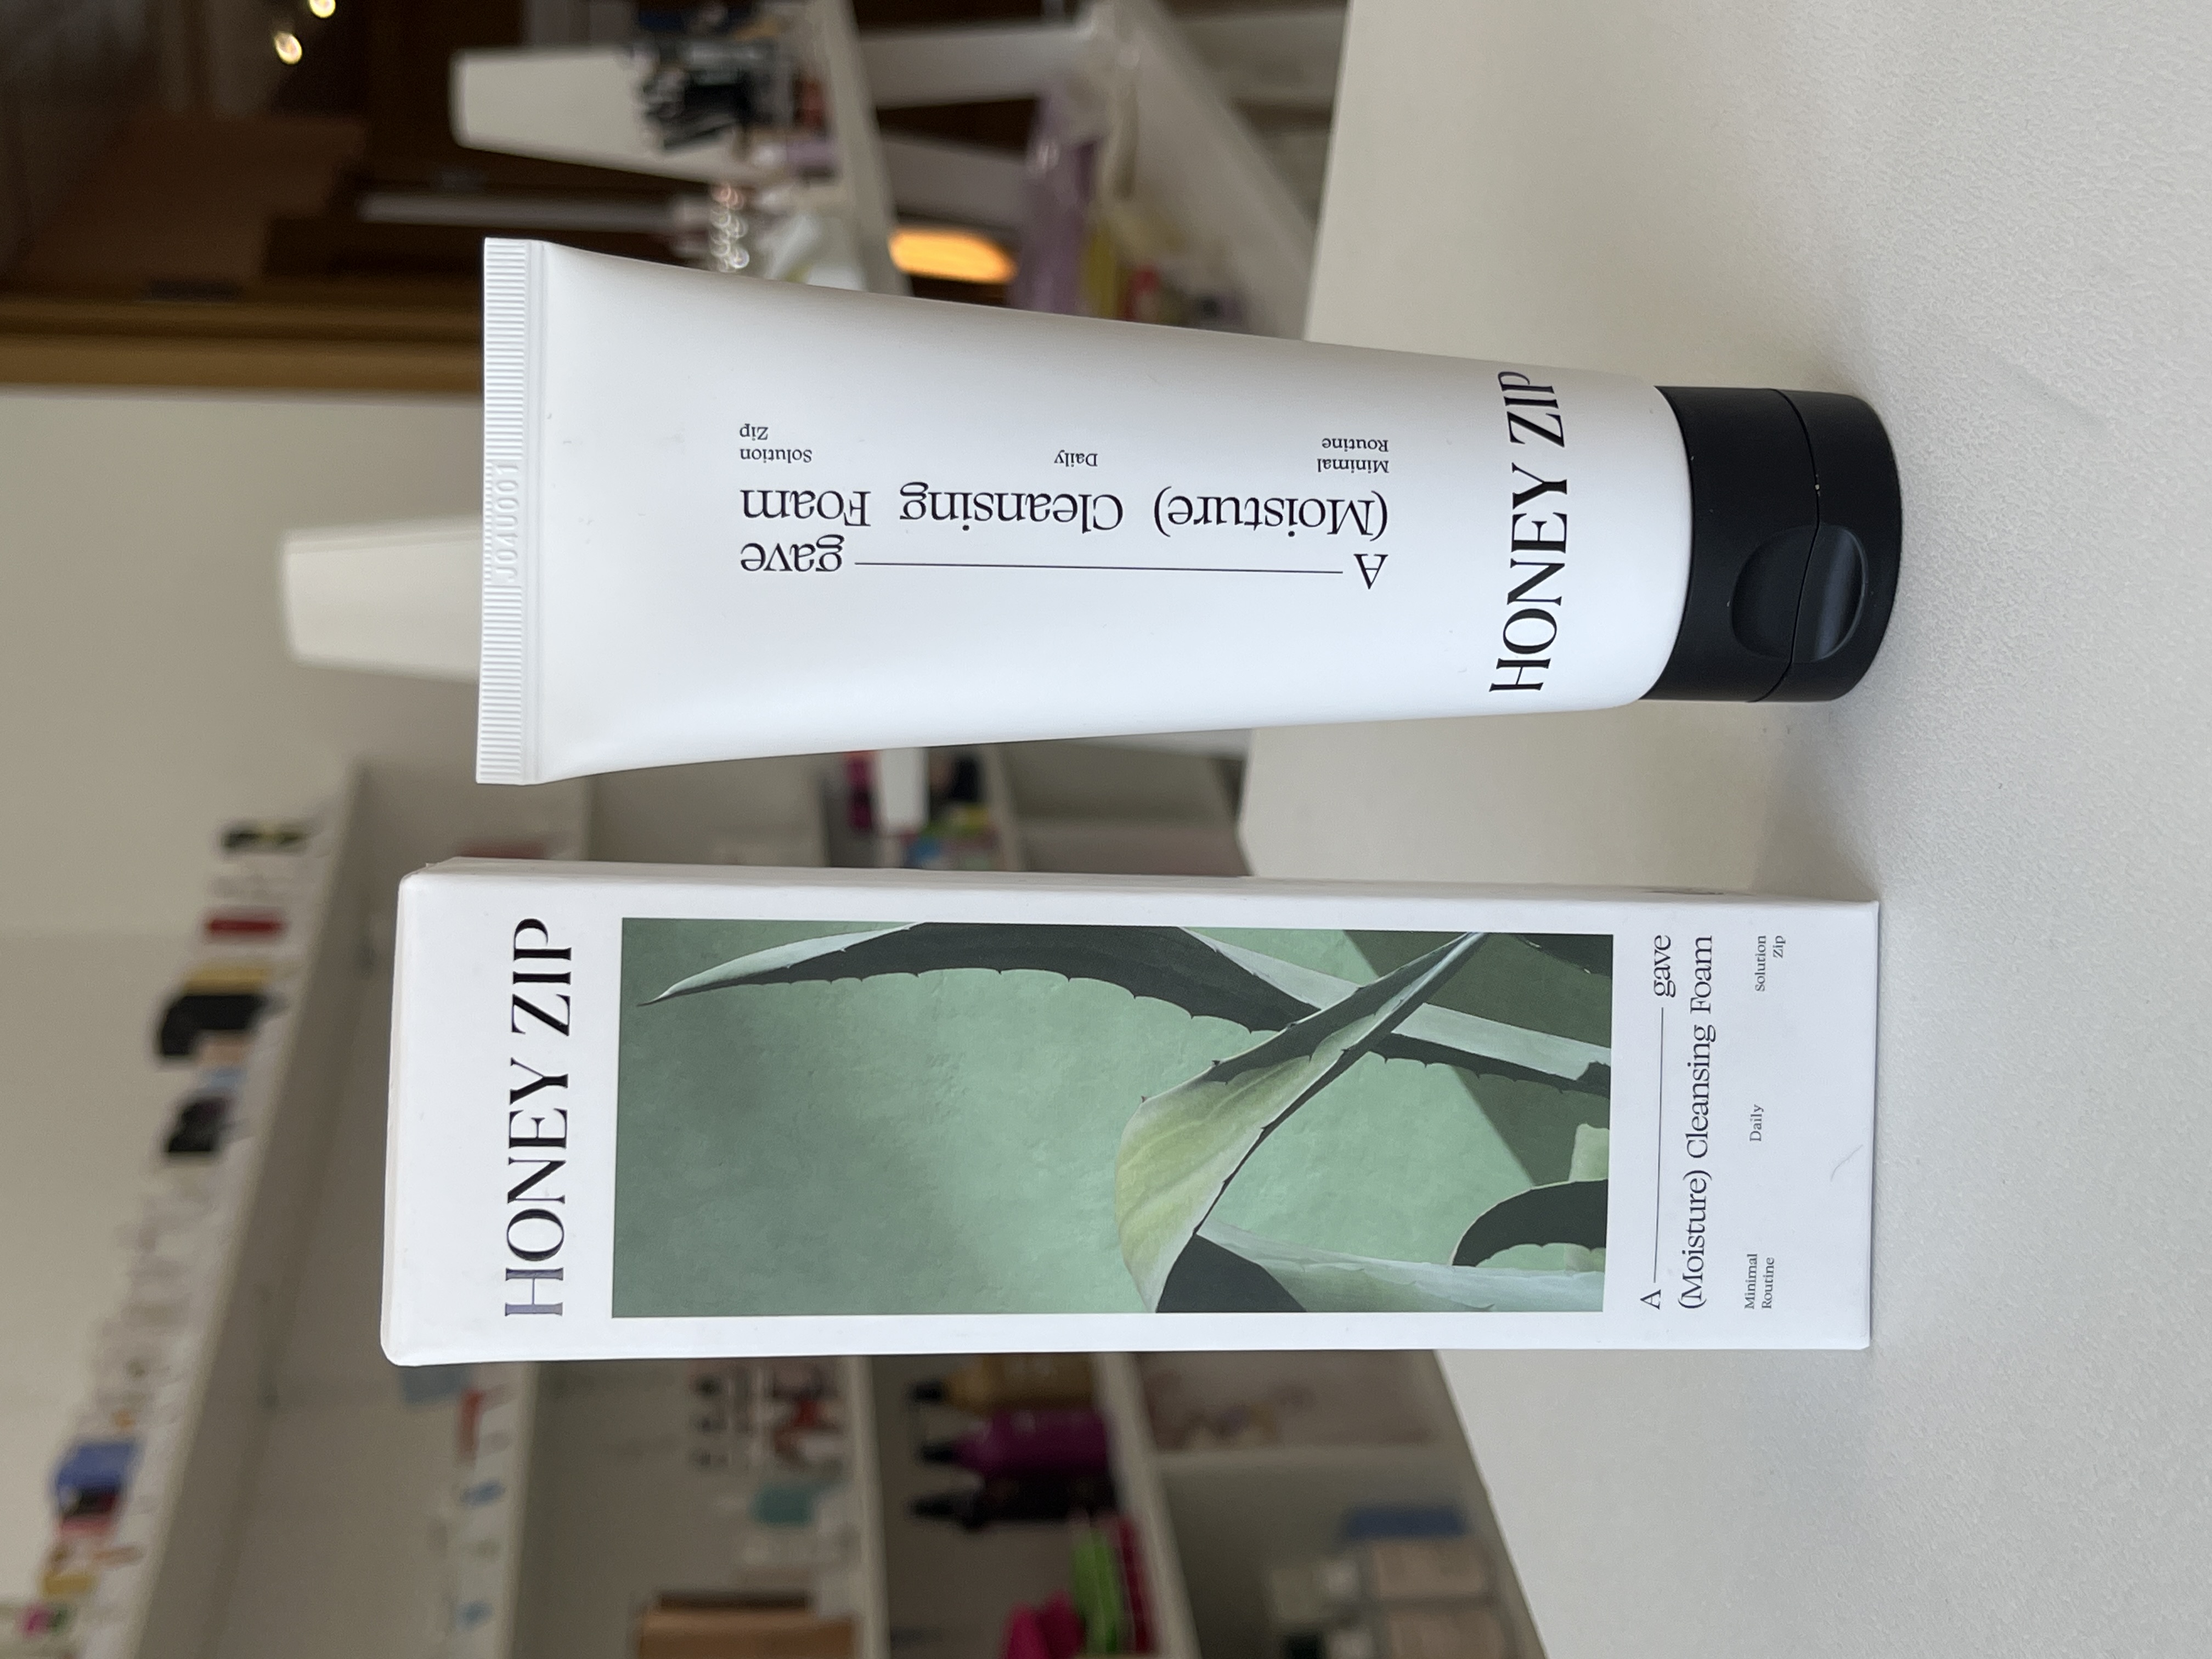 HONEY ZIP
A gave
(Moisture) Cleansing Foam
Minimal
Routine
Daily
Solution
Zip
J04U001
A gave
(Moisture) Cleansing Foam
Minimal
Routine
Daily
Solution
Zip
HONEY ZIP